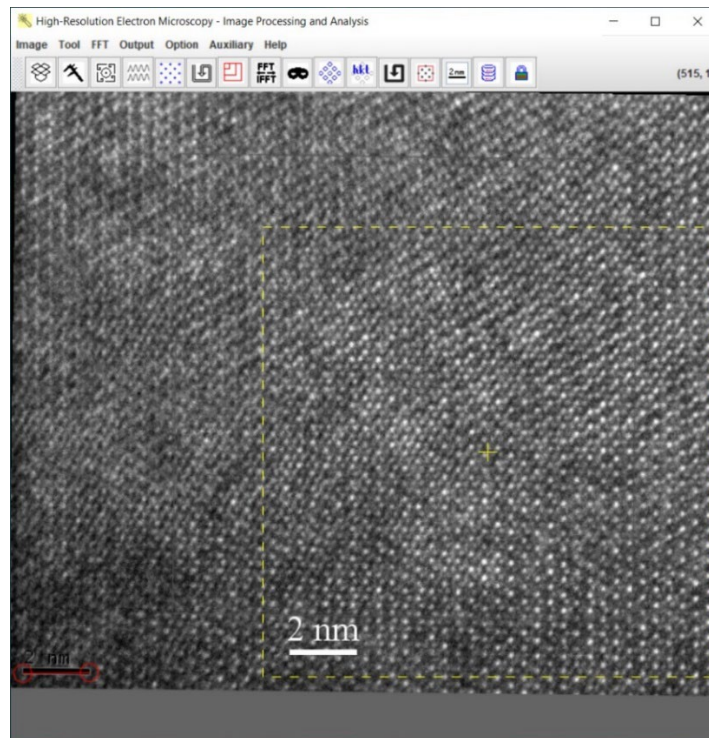 High-Resolution Electron Microscopy - Image Processing and Analysis
Image Tool FFT Output Option Auxiliary Help
FFT
IFFT
hkl
2 nm
(515, 1
2 nm